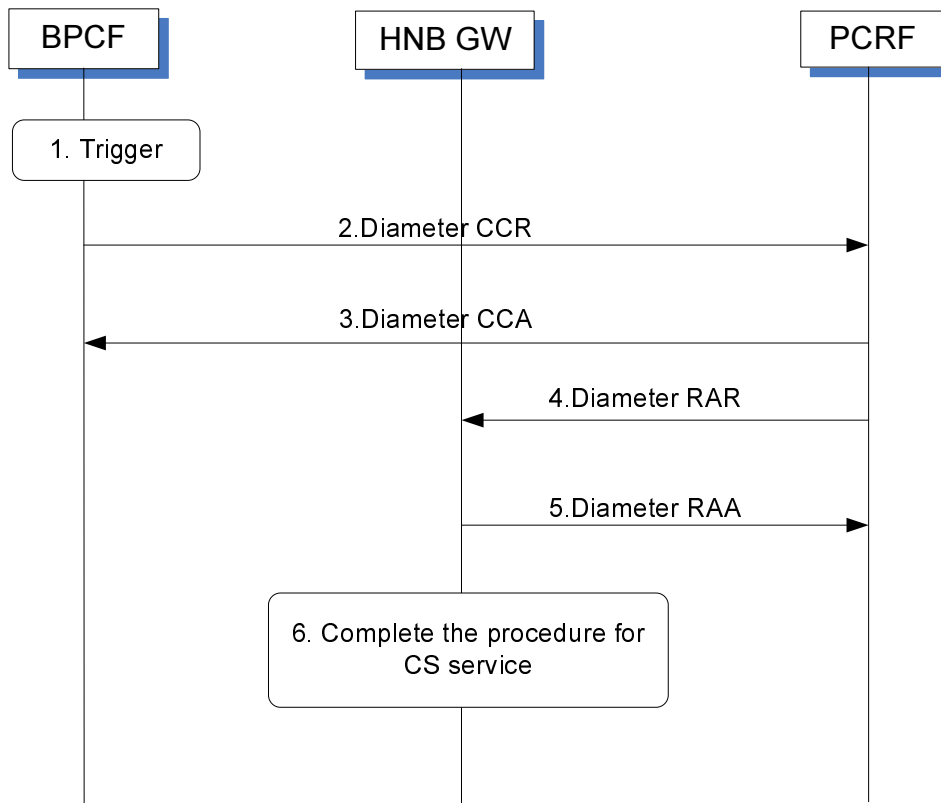 BPCF
HNB GW
PCRF
1. Trigger
2.Diameter CCR
3.Diameter CCA
4.Diameter RAR
5.Diameter RAA
6. Complete the procedure for
CS service